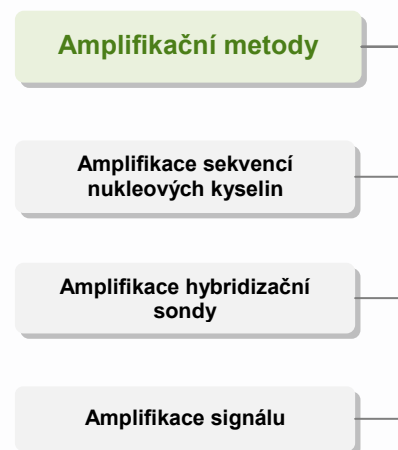 Amplifikační metody
Amplifikace sekvencí
nukleových kyselin
Amplifikace hybridizační
sondy
Amplifikace signálu